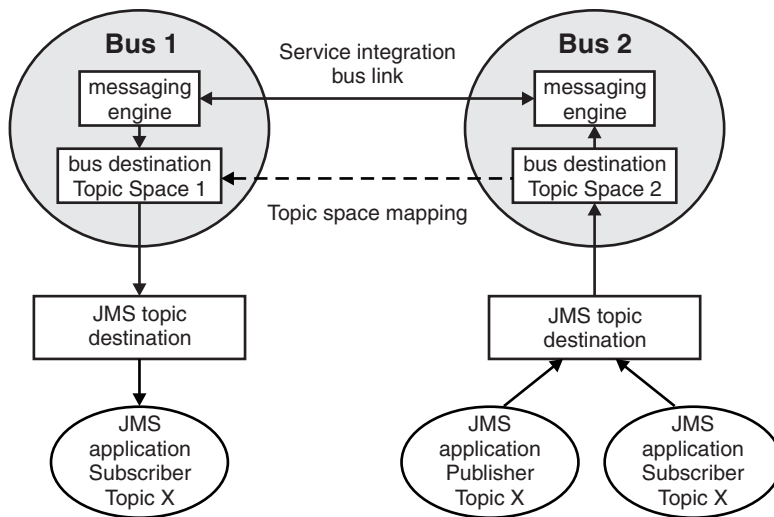 Bus 1
Bus 2
Service integration
bus link
messaging
engine
messaging
engine
bus destination
Topic Space 1
bus destination
Topic Space 2
Topic space mapping
JMS topic
destination
JMS topic
destination
JMS
application
Subscriber
Topic X
JMS
application
Publisher
Topic X
JMS
application
Subscriber
Topic X